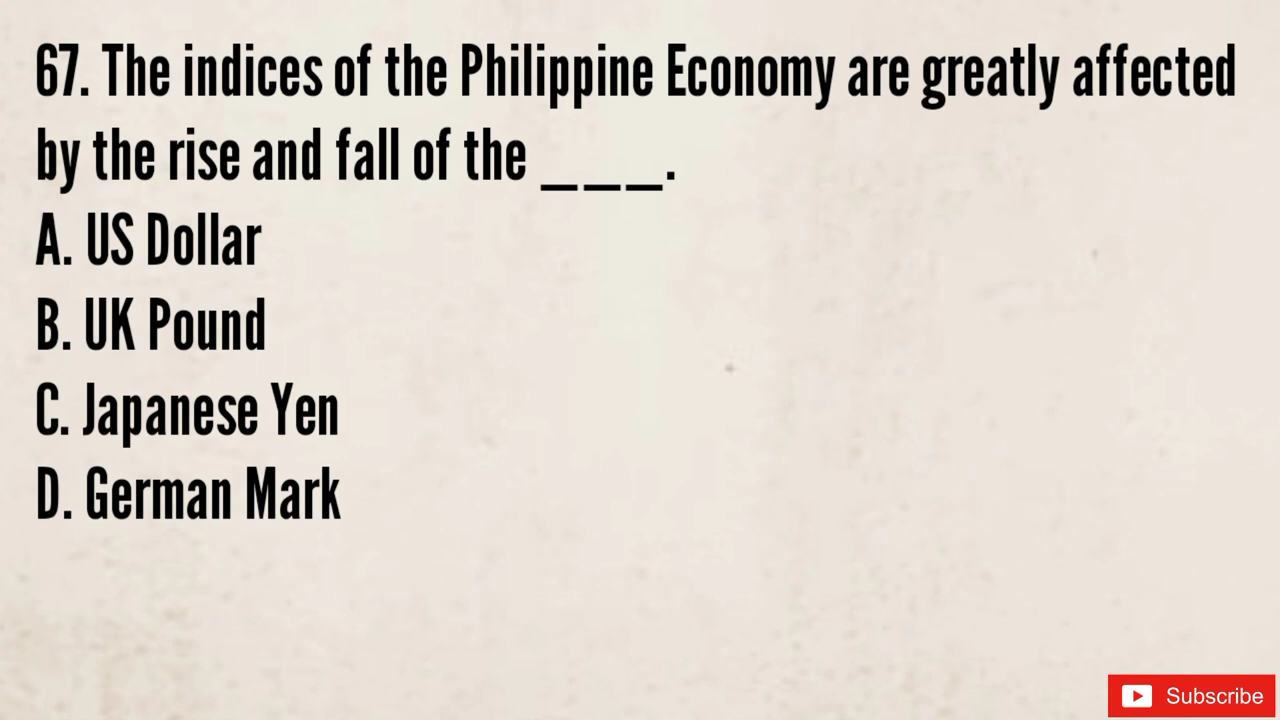 67. The indices of the Philippine Economy are greatly affected
by the rise and fall of the ___.
A. US Dollar
B. UK Pound
C. Japanese Yen
D. German Mark
Subscribe